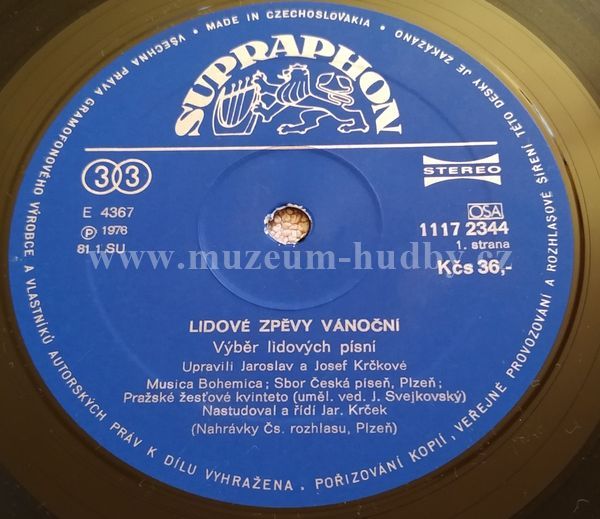 VŠECHNA PRÁVA GRAMOFONOVÉHO VÝROBCE A VLASTNÍKŮ AUTORSKÝCH PRÁV K DÍLU VYHRAŽENA. POŘIZOVÁNÍ KOPIÍ, VEŘEJNÉ PROVOZOVÁNÍ A ROZHLASOVÉ ŠÍŘENÍ TÉTO DESKY JE ZAKÁZÁNO • MADE IN CZECHOSLOVAKIA •
SUPRAPHON
33
STEREO
E 4367
OSA
℗ 1976
1117 2344
81 1 SU
1. strana
Kčs 36,-
www.muzeum-hudby.cz
LIDOVÉ ZPĚVY VÁNOČNÍ
Výběr lidových písní
Upravili Jaroslav a Josef Krčkové
Musica Bohemica; Sbor Česká píseň, Plzeň;
Pražské žesťové kvinteto (uměl. ved. J. Svejkovský)
Nastudoval a řídí Jar. Krček
(Nahrávky Čs. rozhlasu, Plzeň)